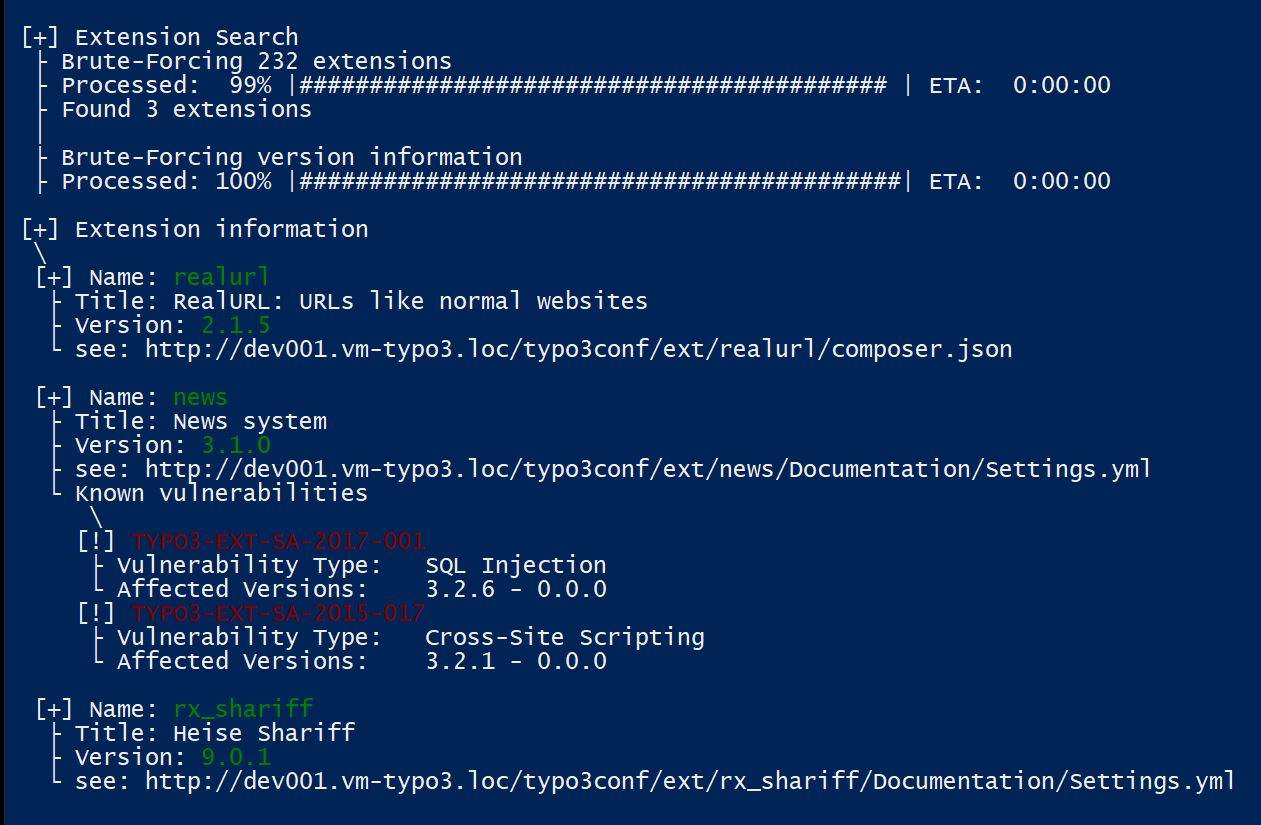 [+] Extension Search
├ Brute-Forcing 232 extensions
├ Processed:  99% |########################################## | ETA:  0:00:00
├ Found 3 extensions
│
├ Brute-Forcing version information
├ Processed: 100% |###########################################| ETA:  0:00:00
[+] Extension information
\
[+] Name: realurl
├ Title: RealURL: URLs like normal websites
├ Version: 2.1.5
└ see: http://dev001.vm-typo3.loc/typo3conf/ext/realurl/composer.json
[+] Name: news
├ Title: News system
├ Version: 3.1.0
├ see: http://dev001.vm-typo3.loc/typo3conf/ext/news/Documentation/Settings.yml
└ Known vulnerabilities
\
[!] TYPO3-EXT-SA-2017-001
├ Vulnerability Type:   SQL Injection
└ Affected Versions:    3.2.6 - 0.0.0
[!] TYPO3-EXT-SA-2015-017
├ Vulnerability Type:   Cross-Site Scripting
└ Affected Versions:    3.2.1 - 0.0.0
[+] Name: rx_shariff
├ Title: Heise Shariff
├ Version: 9.0.1
└ see: http://dev001.vm-typo3.loc/typo3conf/ext/rx_shariff/Documentation/Settings.yml